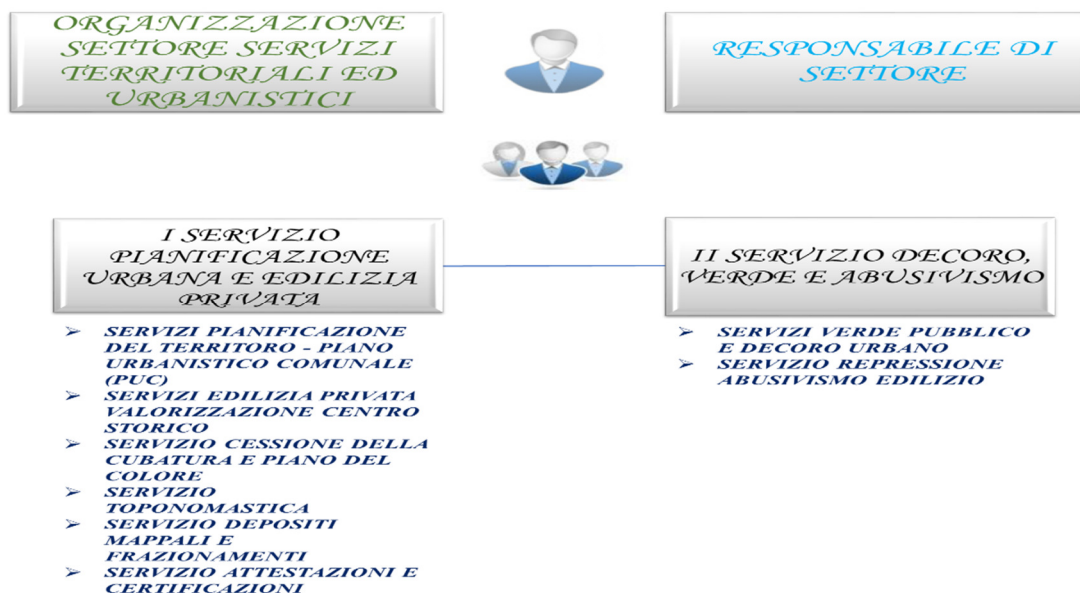 ORGANIZZAZIONE
SETTORE SERVIZI
TERRITORIALI ED
URBANISTICI
RESPONSABILE DI
SETTORE
I SERVIZIO
PIANIFICAZIONE
URBANA E EDILIZIA
PRIVATA
➢ SERVIZI PIANIFICAZIONE
DEL TERRITORO - PIANO
URBANISTICO COMUNALE
(PUC)
➢ SERVIZI EDILIZIA PRIVATA
VALORIZZAZIONE CENTRO
STORICO
➢ SERVIZIO CESSIONE DELLA
CUBATURA E PIANO DEL
COLORE
➢ SERVIZIO
TOPONOMASTICA
➢ SERVIZIO DEPOSITI
MAPPALI E
FRAZIONAMENTI
➢ SERVIZIO ATTESTAZIONI E
CERTIFICAZIONI
II SERVIZIO DECORO,
VERDE E ABUSIVISMO
➢ SERVIZI VERDE PUBBLICO
E DECORO URBANO
➢ SERVIZIO REPRESSIONE
ABUSIVISMO EDILIZIO